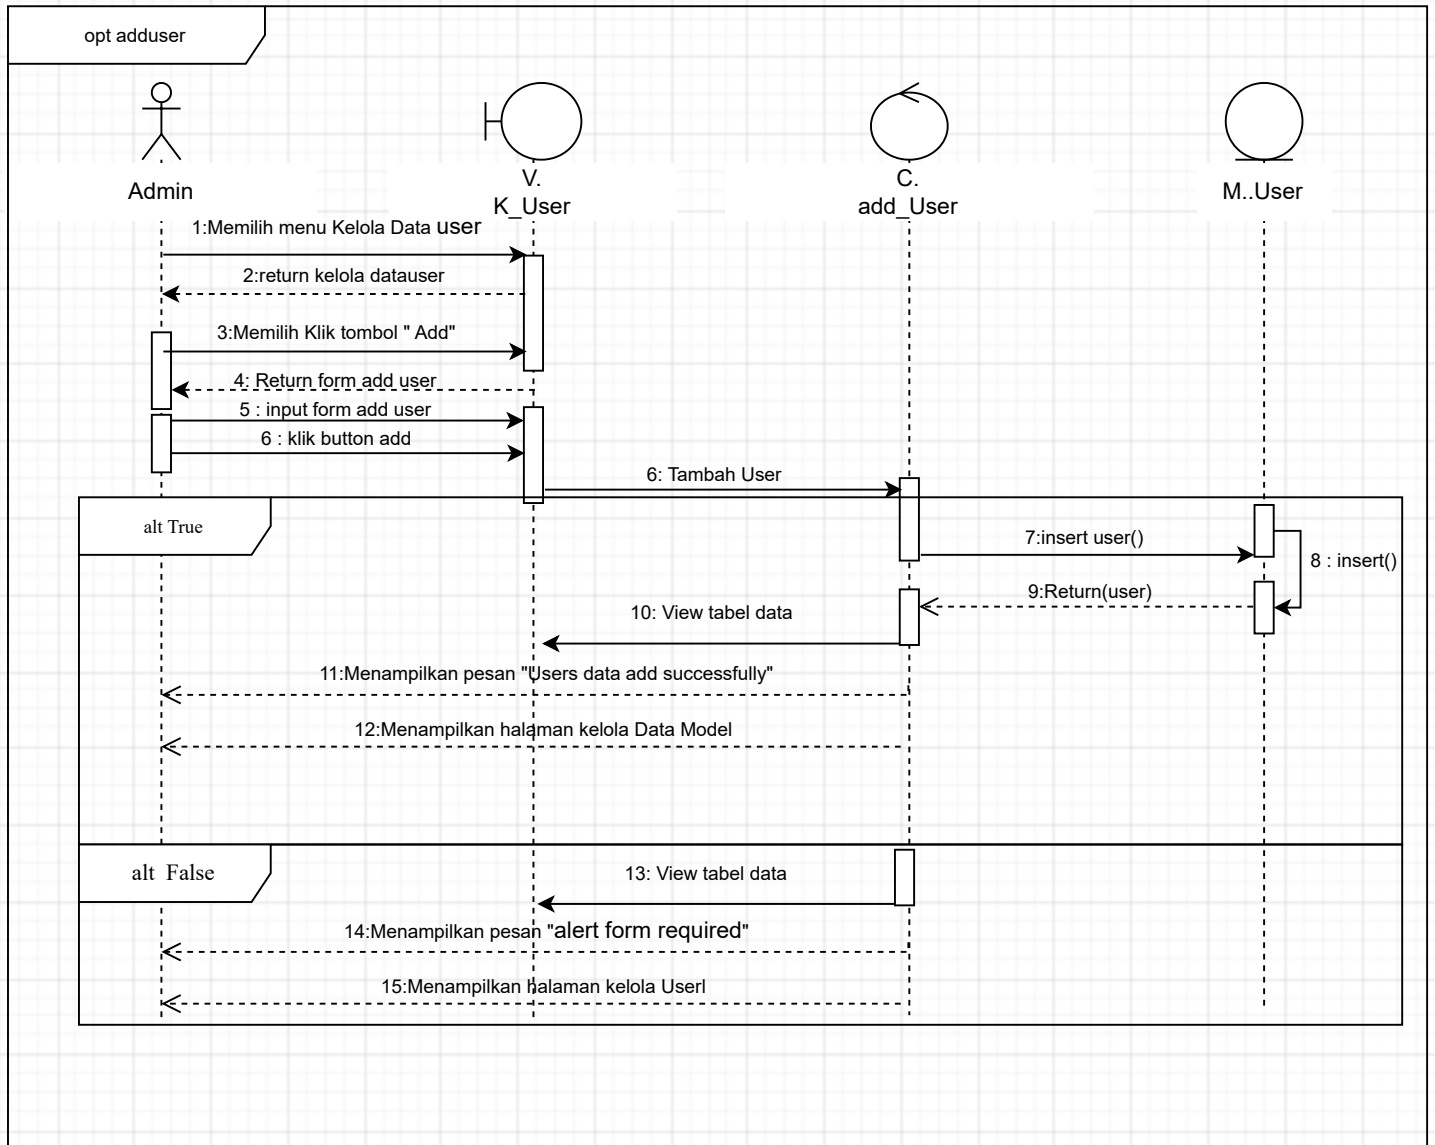 opt adduser
Admin
V.
K_User
C.
add_User
M..User
1:Memilih menu Kelola Data user
2:return kelola datauser
3:Memilih Klik tombol " Add"
4: Return form add user
5 : input form add user
6 : klik button add
6: Tambah User
alt True
7:insert user()
8 : insert()
9:Return(user)
10: View tabel data
11:Menampilkan pesan "Users data add successfully"
12:Menampilkan halaman kelola Data Model
alt  False
13: View tabel data
14:Menampilkan pesan "alert form required"
15:Menampilkan halaman kelola Userl